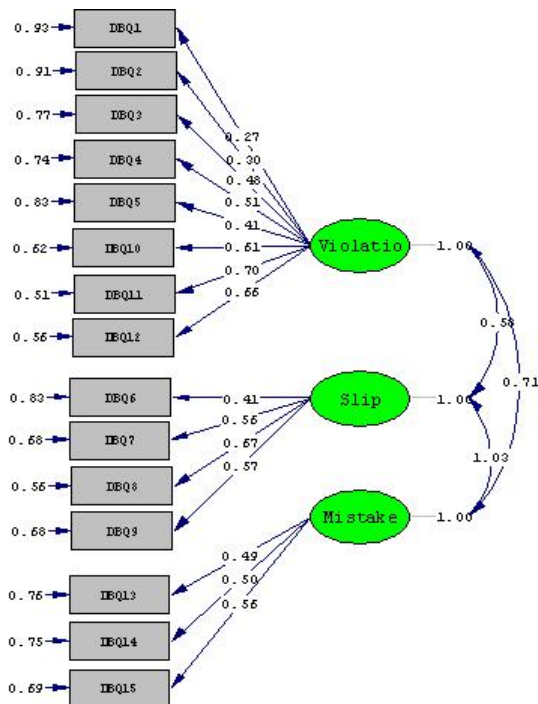 0.93 DBQ1
0.91 DBQ2
0.77 DBQ3
0.27
0.30
0.74 DBQ4
0.48
0.83 DBQ5
0.51
0.41
0.62 DBQ10 0.61 Violatio 1.00
0.70
0.51 DBQ11
0.66
0.56 DBQ12
0.58
0.71
0.83 DBQ6 0.41 Slip 1.00
0.56
0.68 DBQ7
0.67
0.57
1.03
0.56 DBQ8
0.68 DBQ9 Mistake 1.00
0.49
0.50
0.56
0.76 DBQ13
0.75 DBQ14
0.69 DBQ15